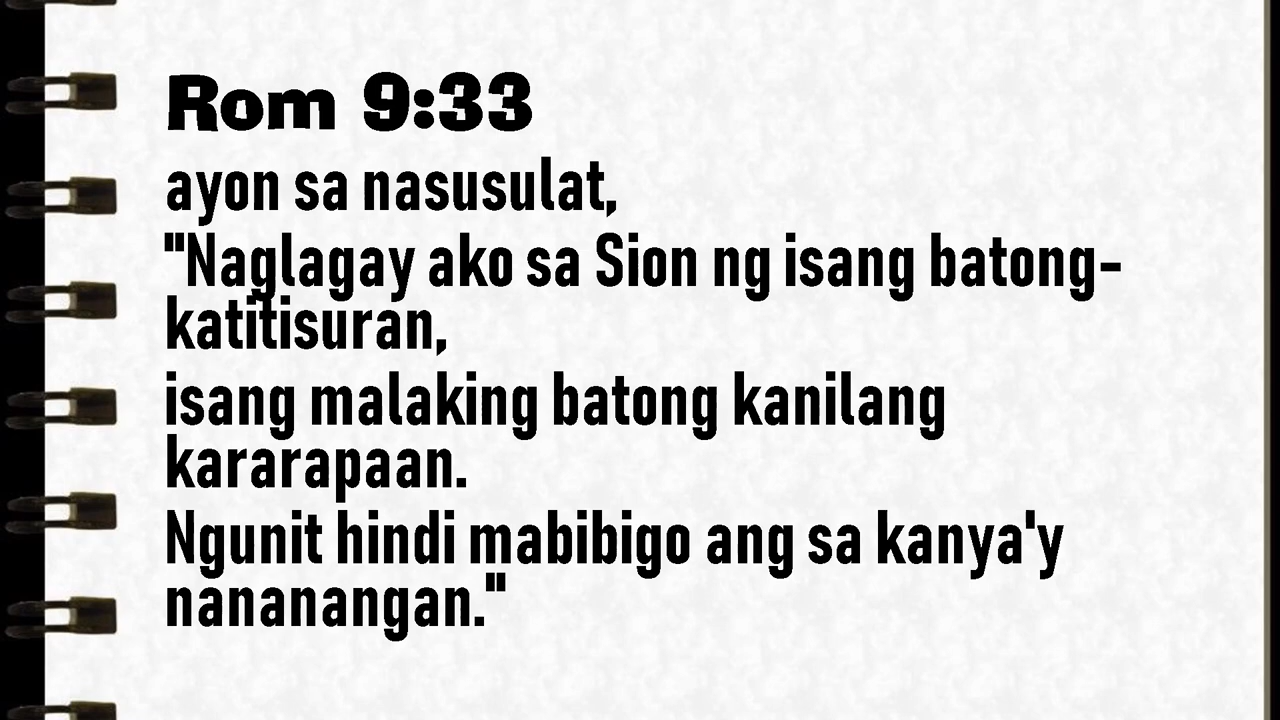 Rom 9:33
ayon sa nasusulat,
"Naglagay ako sa Sion ng isang batong-
katitisuran,
isang malaking batong kanilang
kararapaan.
Ngunit hindi mabibigo ang sa kanya'y
nananangan."